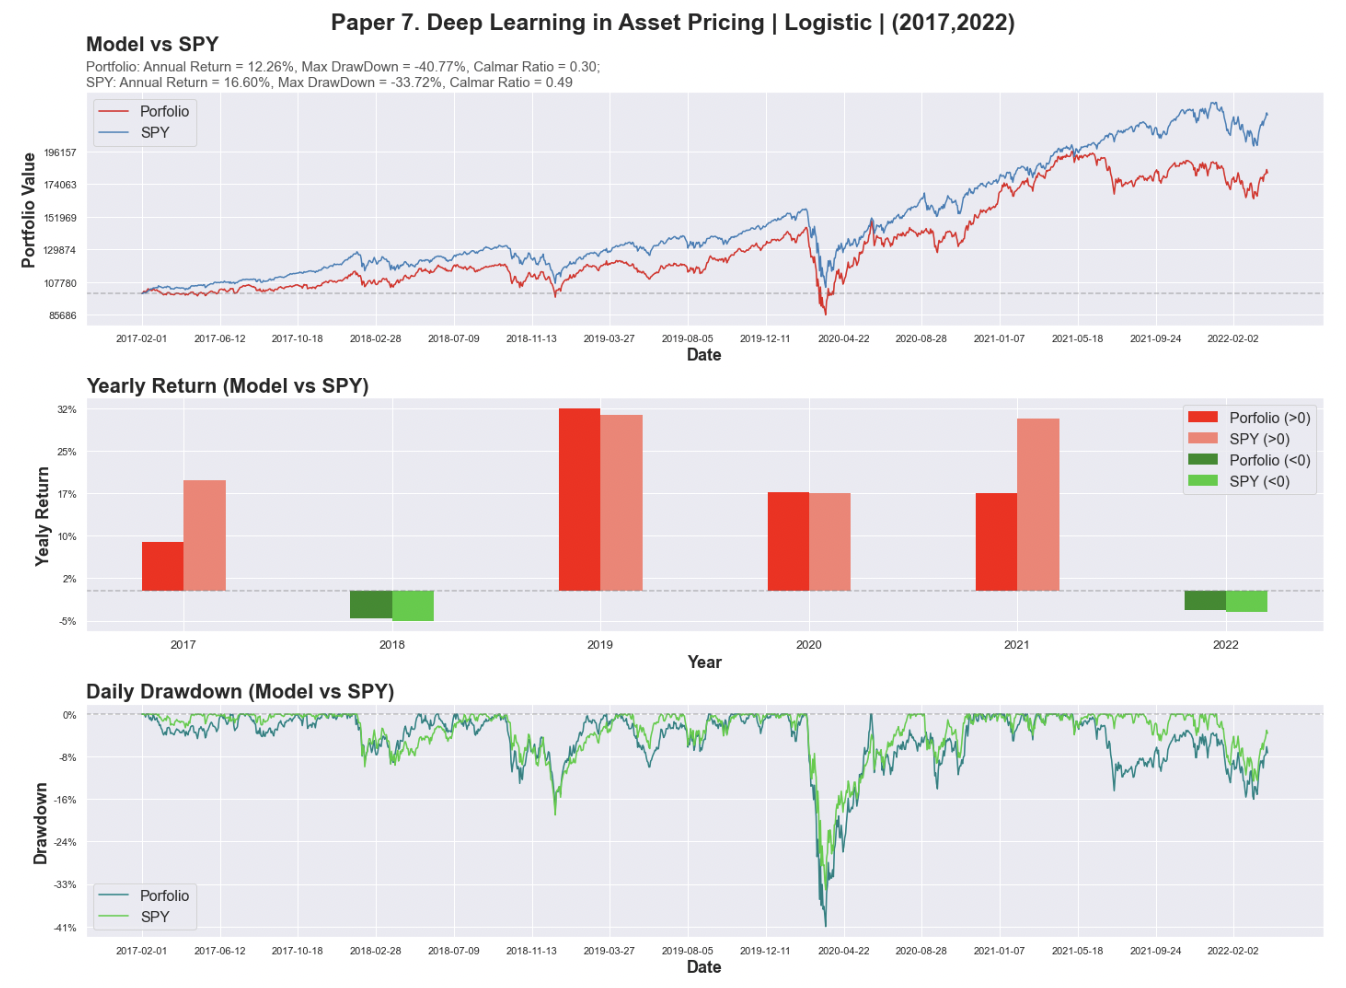 Paper 7. Deep Learning in Asset Pricing | Logistic | (2017,2022)
Model vs SPY
Portfolio: Annual Return = 12.26%, Max DrawDown = -40.77%, Calmar Ratio = 0.30;
SPY: Annual Return = 16.60%, Max DrawDown = -33.72%, Calmar Ratio = 0.49
Porfolio
SPY
Portfolio Value
196157
174063
151969
129874
107780
85686
2017-02-01 2017-06-12 2017-10-18 2018-02-28 2018-07-09 2018-11-13 2019-03-27 2019-08-05 2019-12-11 2020-04-22 2020-08-28 2021-01-07 2021-05-18 2021-09-24 2022-02-02
Date
Yearly Return (Model vs SPY)
Porfolio (>0)
SPY (>0)
Porfolio (<0)
SPY (<0)
Yealy Return
32%
25%
17%
10%
2%
-5%
2017 2018 2019 2020 2021 2022
Year
Daily Drawdown (Model vs SPY)
Drawdown
0%
-8%
-16%
-24%
-33%
-41%
Porfolio
SPY
2017-02-01 2017-06-12 2017-10-18 2018-02-28 2018-07-09 2018-11-13 2019-03-27 2019-08-05 2019-12-11 2020-04-22 2020-08-28 2021-01-07 2021-05-18 2021-09-24 2022-02-02
Date